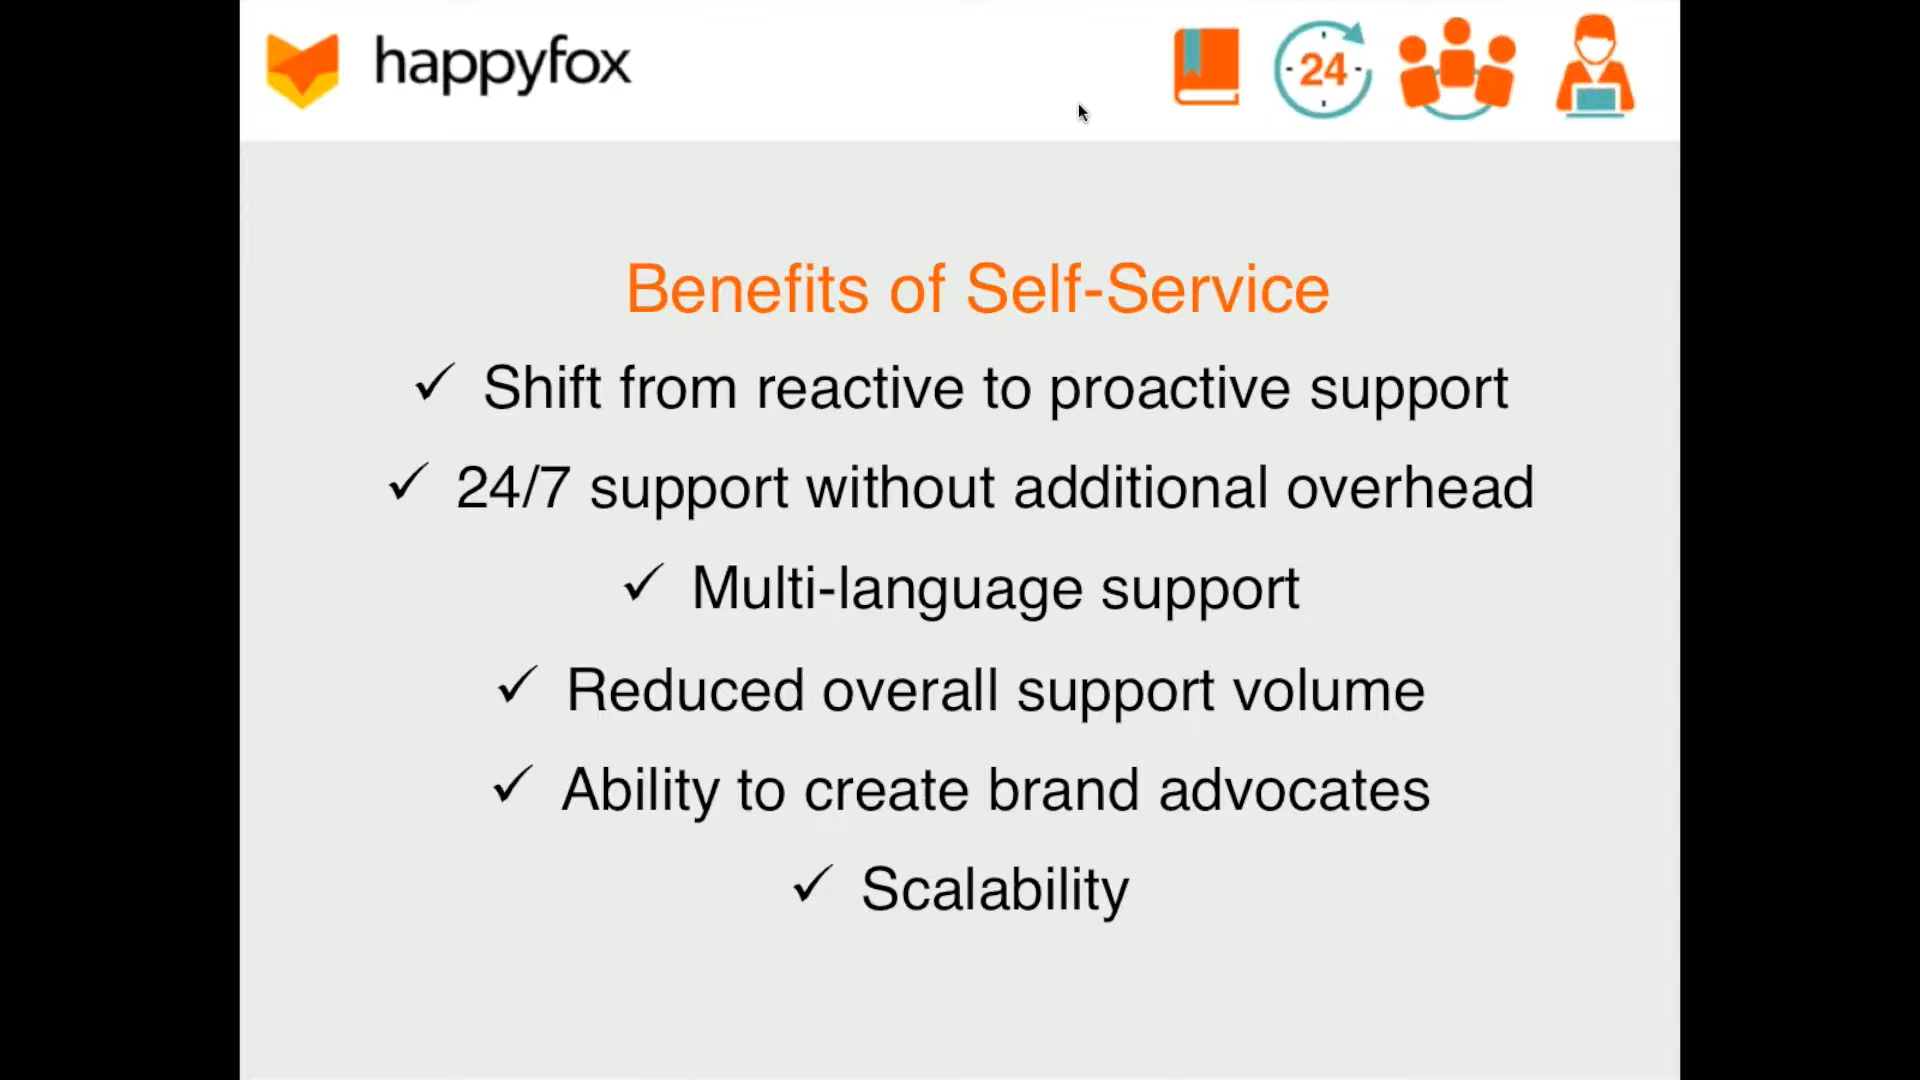 happyfox
24
Benefits of Self-Service
✓ Shift from reactive to proactive support
✓ 24/7 support without additional overhead
✓ Multi-language support
✓ Reduced overall support volume
✓ Ability to create brand advocates
✓ Scalability